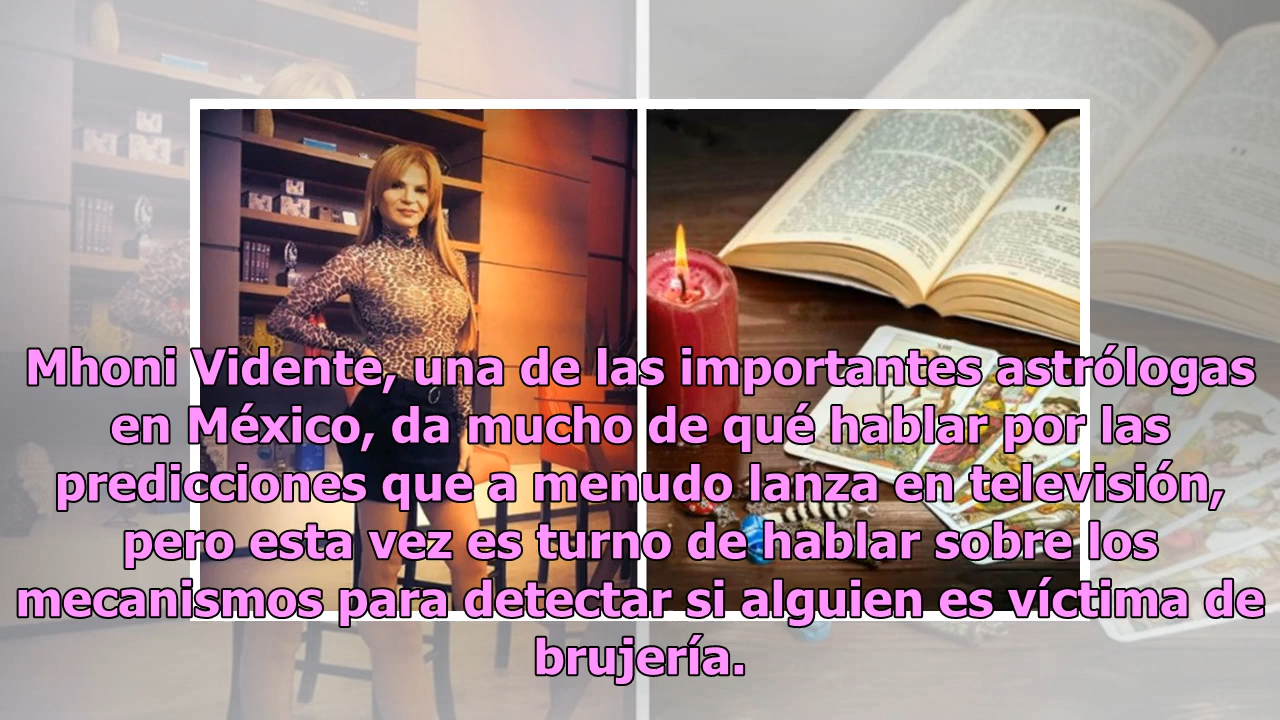 Mhoni Vidente, una de las importantes astrólogas
en México, da mucho de qué hablar por las
predicciones que a menudo lanza en televisión,
pero esta vez es turno de hablar sobre los
mecanismos para detectar si alguien es víctima de
brujería.